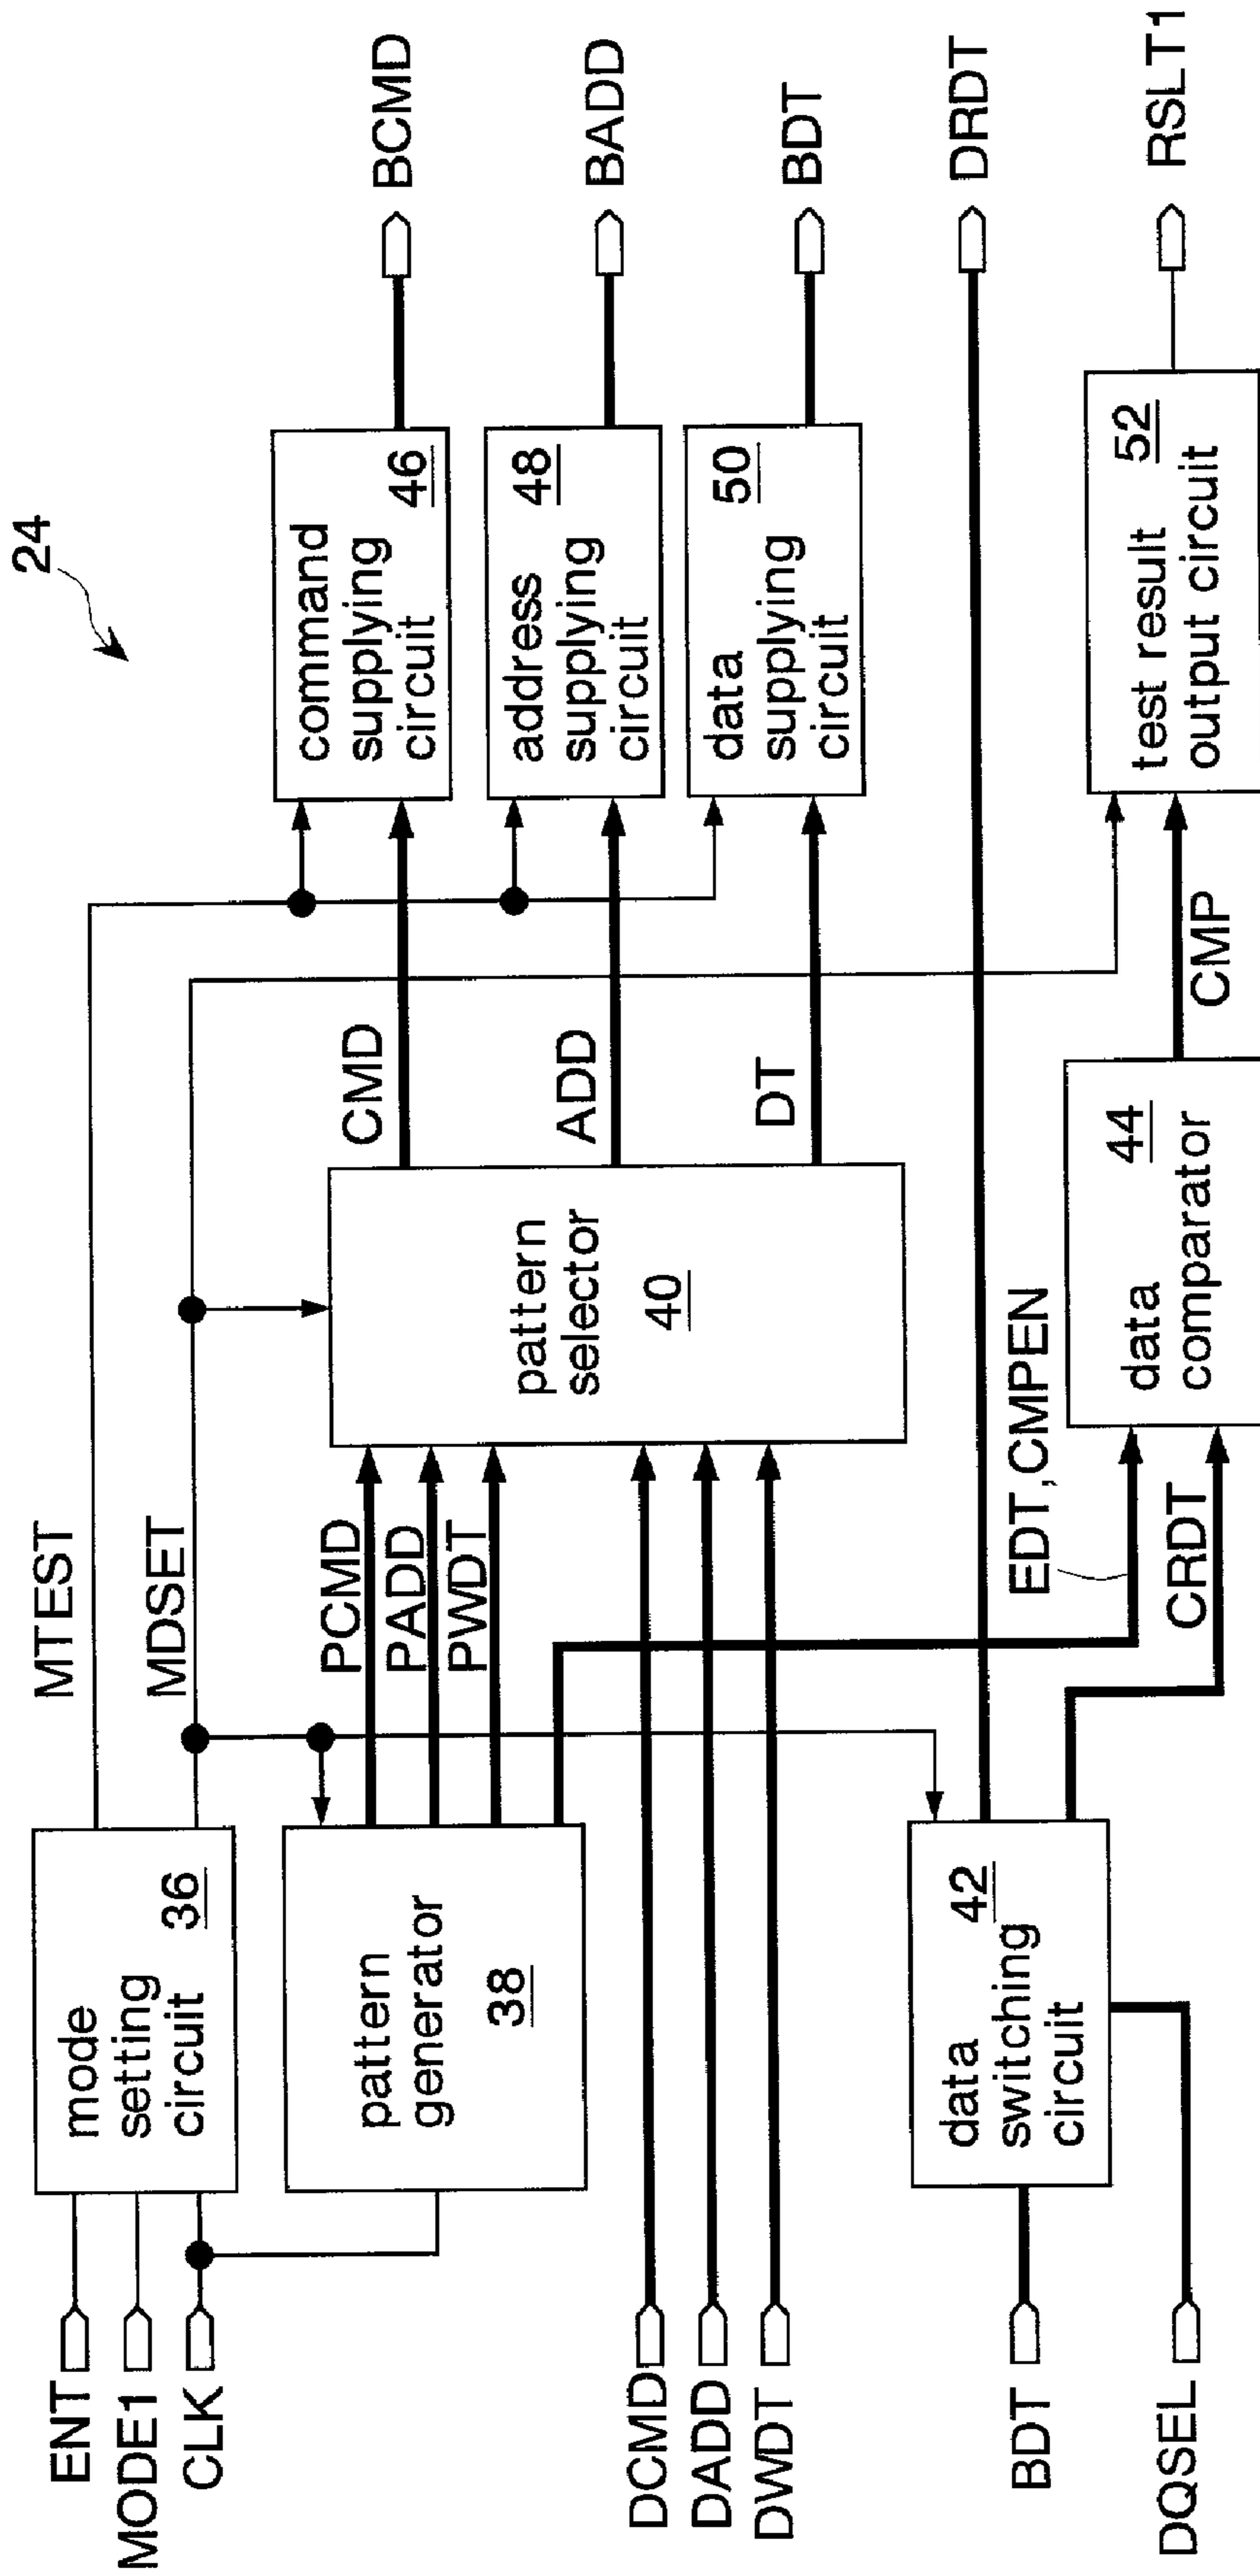 24
ENT
MODE1
CLK
mode
setting
circuit 36
MTEST
MDSET
pattern
generator
38
PCMD
PADD
PWDT
DCMD
DADD
DWDT
pattern
selector
40
CMD
ADD
DT
command
supplying
circuit 46
address 48
supplying
circuit
data 50
supplying
circuit
BCMD
BADD
BDT
DRDT
BDT
DQSEL
data 42
switching
circuit
EDT,CMPEN
CRDT
data 44
comparator
CMP
test result 52
output circuit
RSLT1